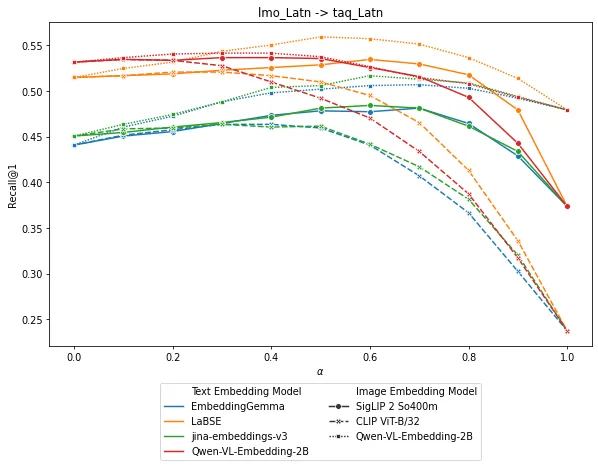 lmo_Latn -> taq_Latn
Recall@1
0.55
0.50
0.45
0.40
0.35
0.30
0.25
0.0 0.2 0.4 0.6 0.8 1.0
α
Text Embedding Model
EmbeddingGemma
LaBSE
jina-embeddings-v3
Qwen-VL-Embedding-2B
Image Embedding Model
SigLIP 2 So400m
CLIP ViT-B/32
Qwen-VL-Embedding-2B